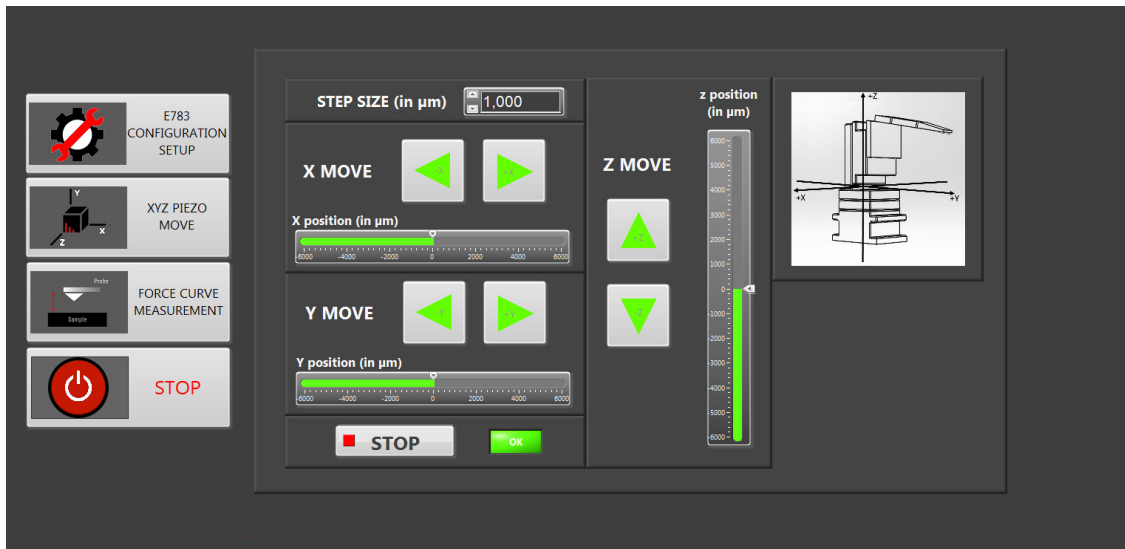 E783
CONFIGURATION
SETUP
XYZ PIEZO
MOVE
Y
X
Z
FORCE CURVE
MEASUREMENT
Probe
Sample
STOP
STEP SIZE (in µm)
1,000
X MOVE
-X
+X
X position (in µm)
-6000 -4000 -2000 0 2000 4000 6000
Y MOVE
-Y
+Y
Y position (in µm)
-6000 -4000 -2000 0 2000 4000 6000
STOP
OK
Z MOVE
+Z
-Z
z position
(in µm)
6000
5000
4000
3000
2000
1000
0
-1000
-2000
-3000
-4000
-5000
-6000
+Z
+X
+Y